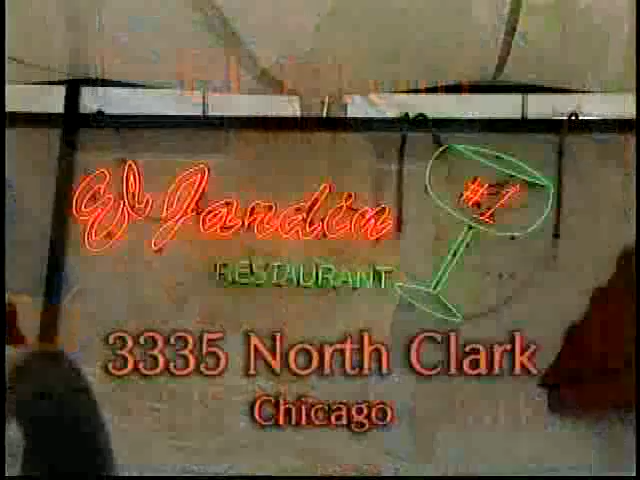 El Jardin
#1
RESTAURANT
3335 North Clark
Chicago